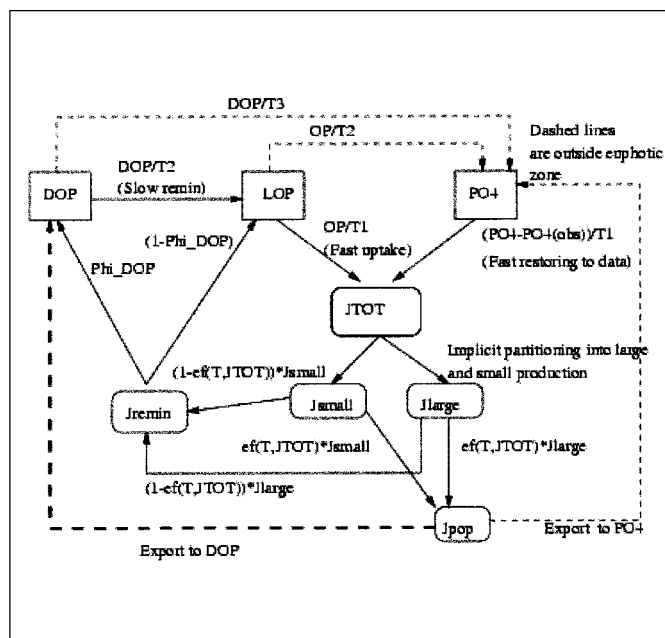 DOP/T3
OP/T2
Dashed lines
are outside euphotic
zone
DOP/T2
(Slow remin)
DOP
LOP
PO4
(1-Phi_DOP)
Phi_DOP
OP/T1
(Fast uptake)
(PO4-PO4(obs))/T1
(Fast restoring to data)
JTOT
Implicit partitioning into large
and small production
(1-ef(T,JTOT))*Jsmall
Jremin
Jsmall
Jlarge
ef(T,JTOT)*Jsmall
ef(T,JTOT)*Jlarge
(1-ef(T,JTOT))*Jlarge
Jpop
Export to DOP
Export to PO4